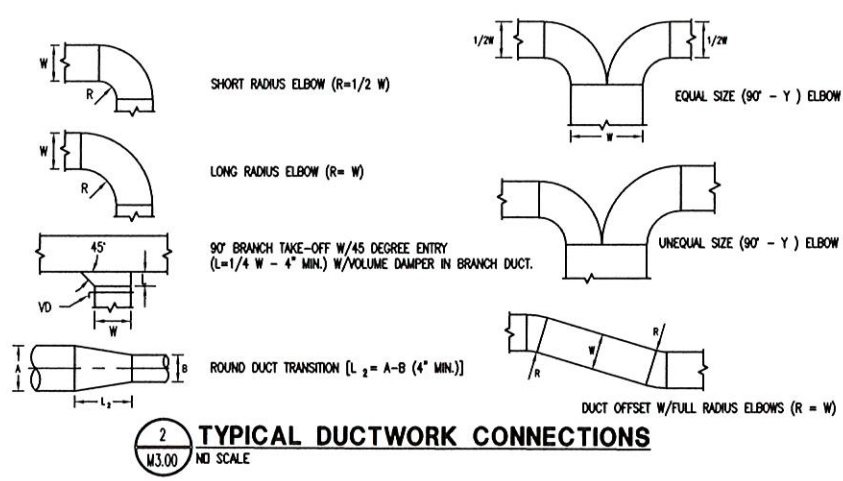 W
R
SHORT RADIUS ELBOW (R=1/2 W)
1/2W
1/2W
W
EQUAL SIZE (90° - Y ) ELBOW
W
R
LONG RADIUS ELBOW (R= W)
UNEQUAL SIZE (90° - Y ) ELBOW
45°
L
VD
W
90° BRANCH TAKE-OFF W/45 DEGREE ENTRY
(L=1/4 W - 4" MIN.) W/VOLUME DAMPER IN BRANCH DUCT.
A
B
L2
ROUND DUCT TRANSITION [L 2 = A-B (4" MIN.)]
R
W
R
DUCT OFFSET W/FULL RADIUS ELBOWS (R = W)
2
M3.00
TYPICAL DUCTWORK CONNECTIONS
NO SCALE